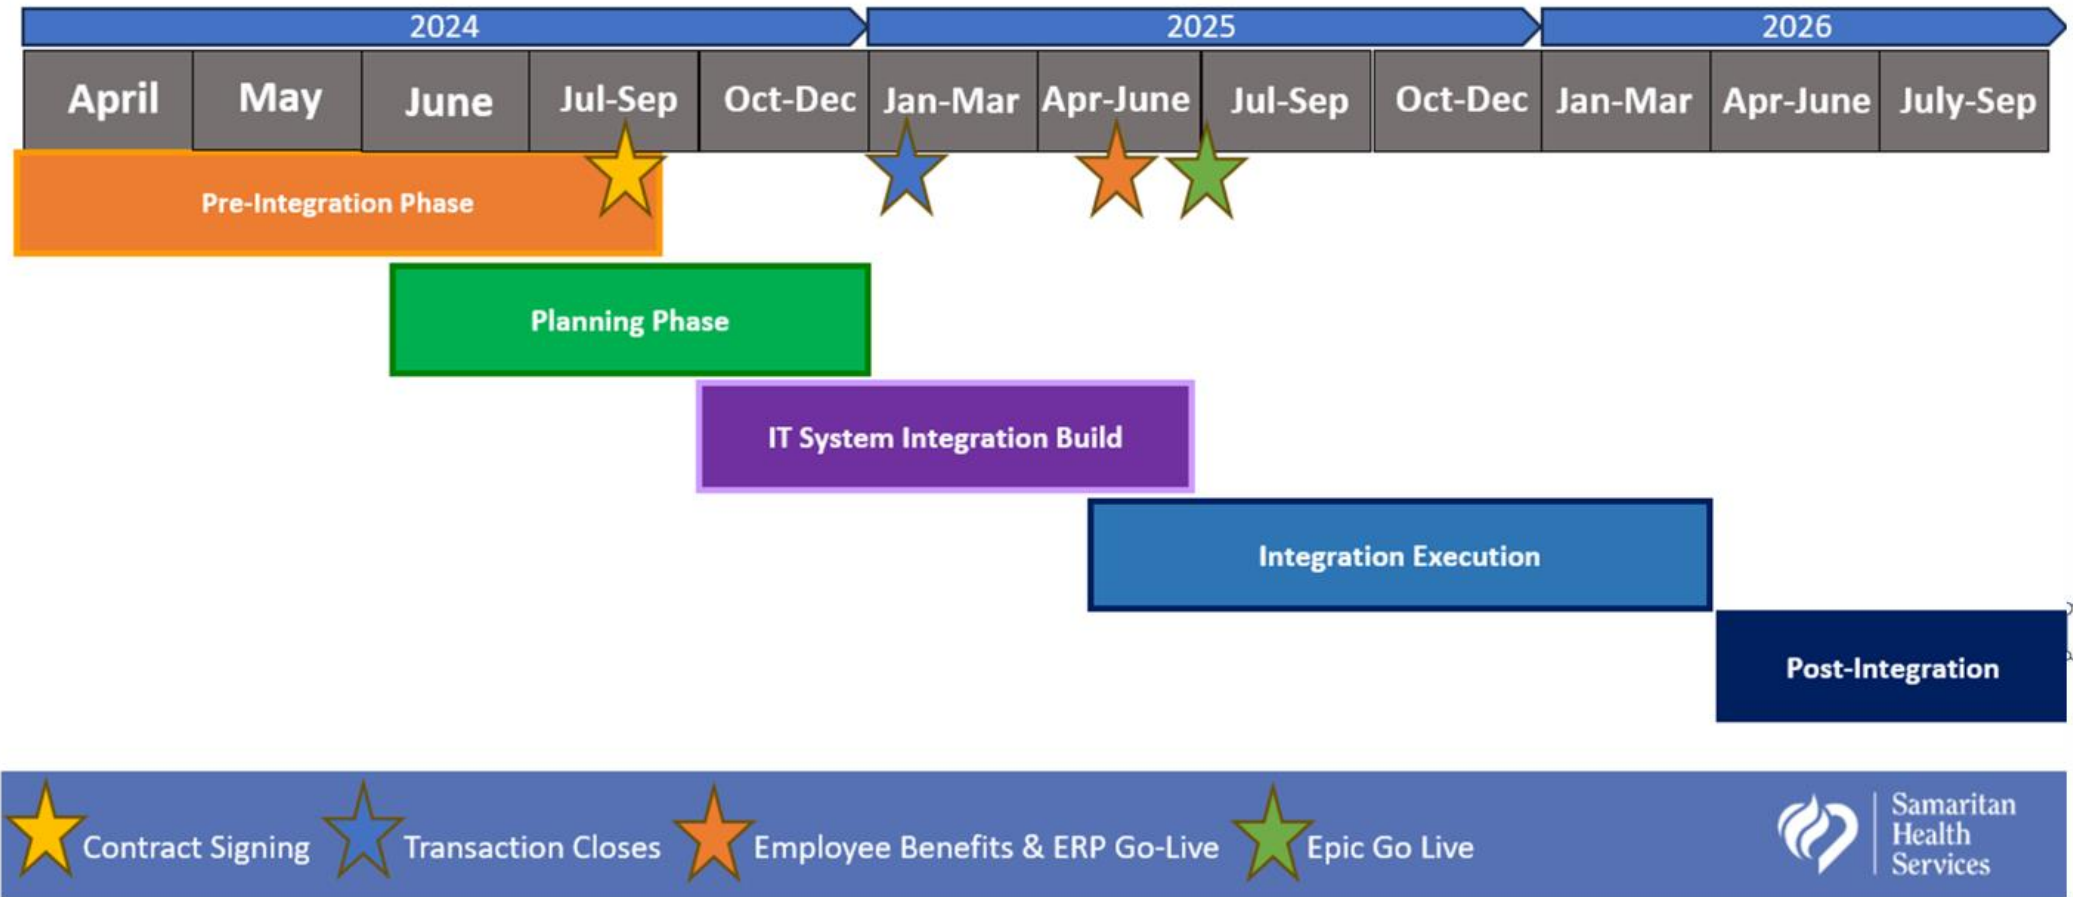 2024 2025 2026
April May June Jul-Sep Oct-Dec Jan-Mar Apr-June Jul-Sep Oct-Dec Jan-Mar Apr-June July-Sep
Pre-Integration Phase
Planning Phase
IT System Integration Build
Integration Execution
Post-Integration
Contract Signing Transaction Closes Employee Benefits & ERP Go-Live Epic Go Live
Samaritan
Health
Services